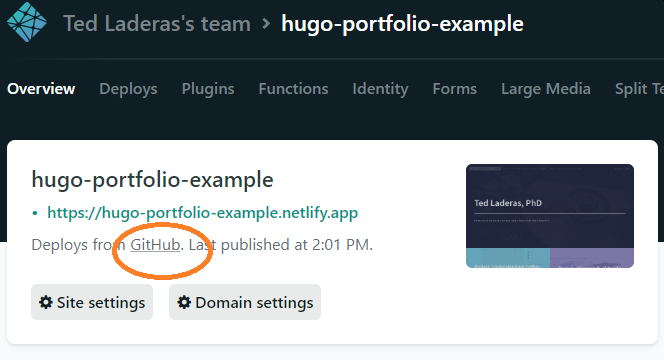 Ted Laderas's team > hugo-portfolio-example
Overview Deploys Plugins Functions Identity Forms Large Media Split Te
hugo-portfolio-example
• https://hugo-portfolio-example.netlify.app
Deploys from GitHub. Last published at 2:01 PM.
Ted Laderas, PhD
Site settings Domain settings